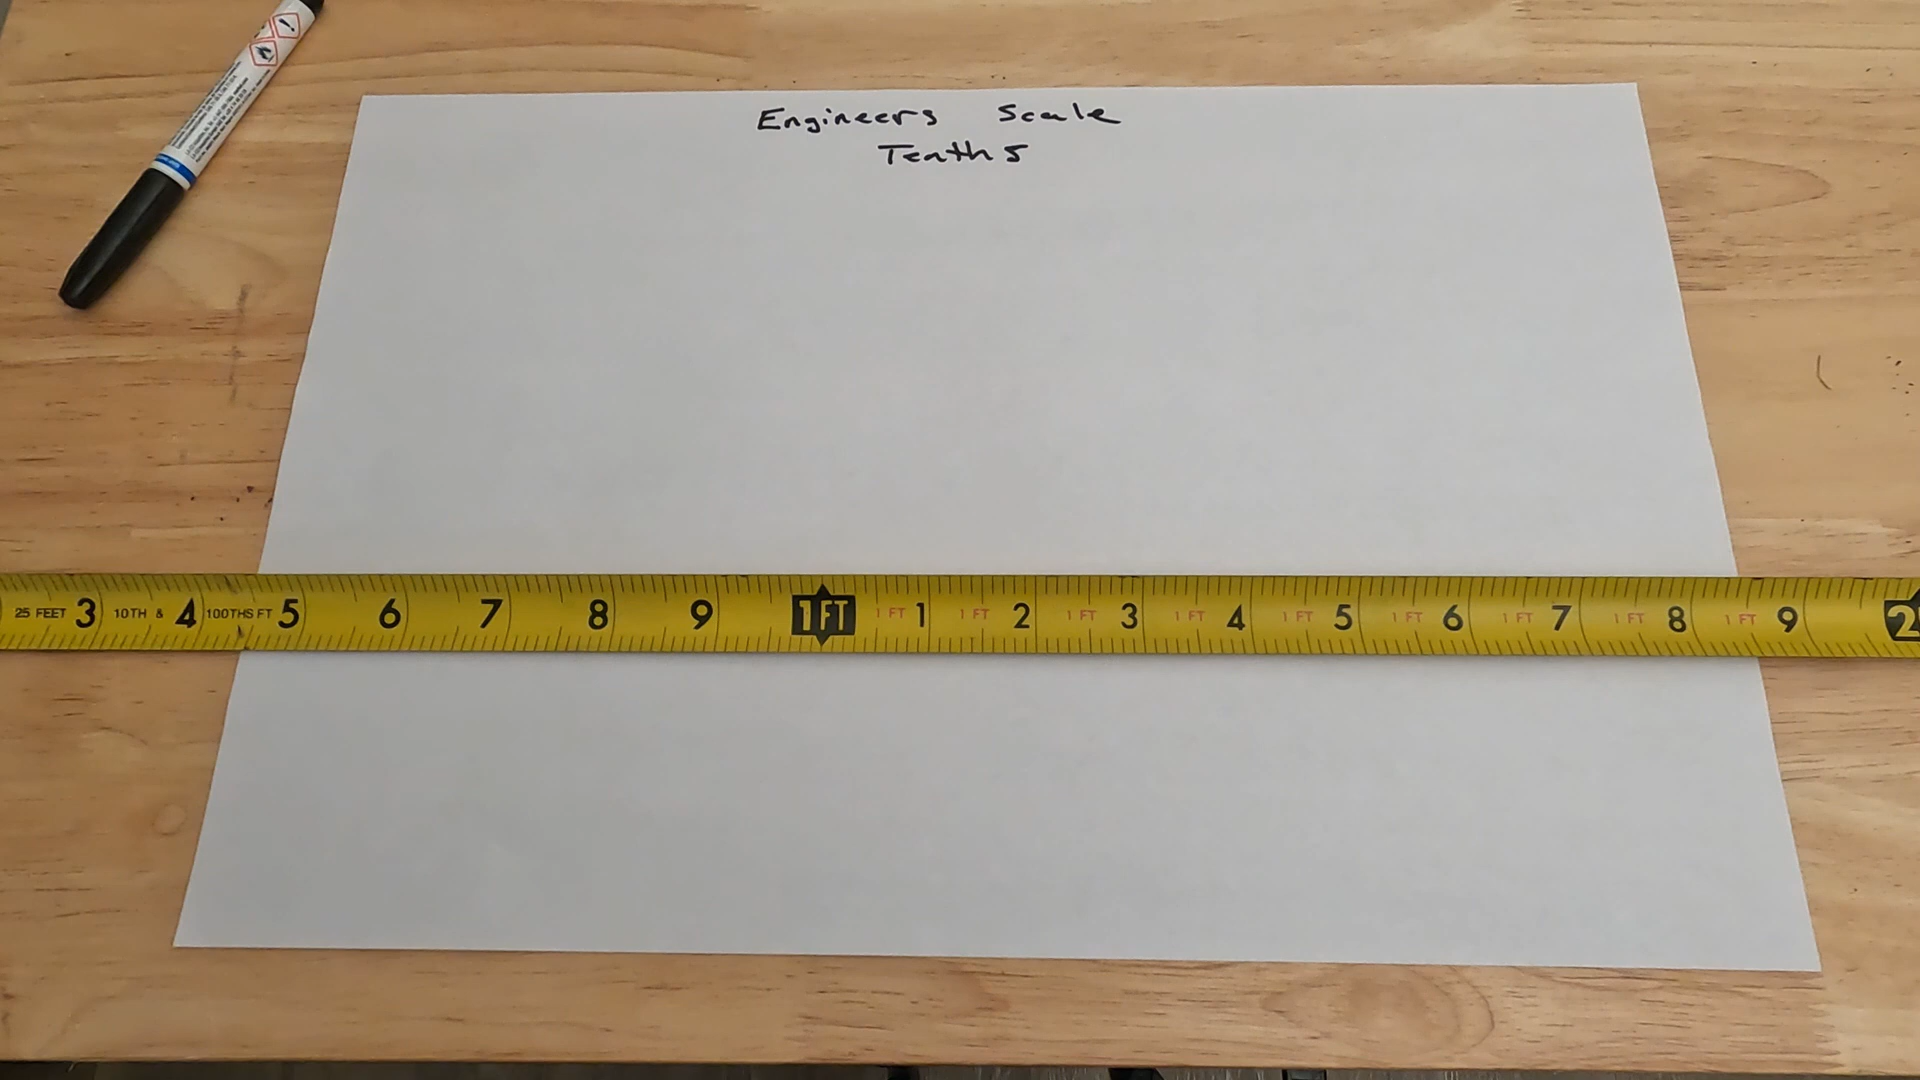 Engineers Scale
Tenths
25 FEET 3 10TH & 4 100THS FT 5 6 7 8 9 1FT 1 FT 1 1 FT 2 1 FT 3 1 FT 4 1 FT 5 1 FT 6 1 FT 7 1 FT 8 1 FT 9 2